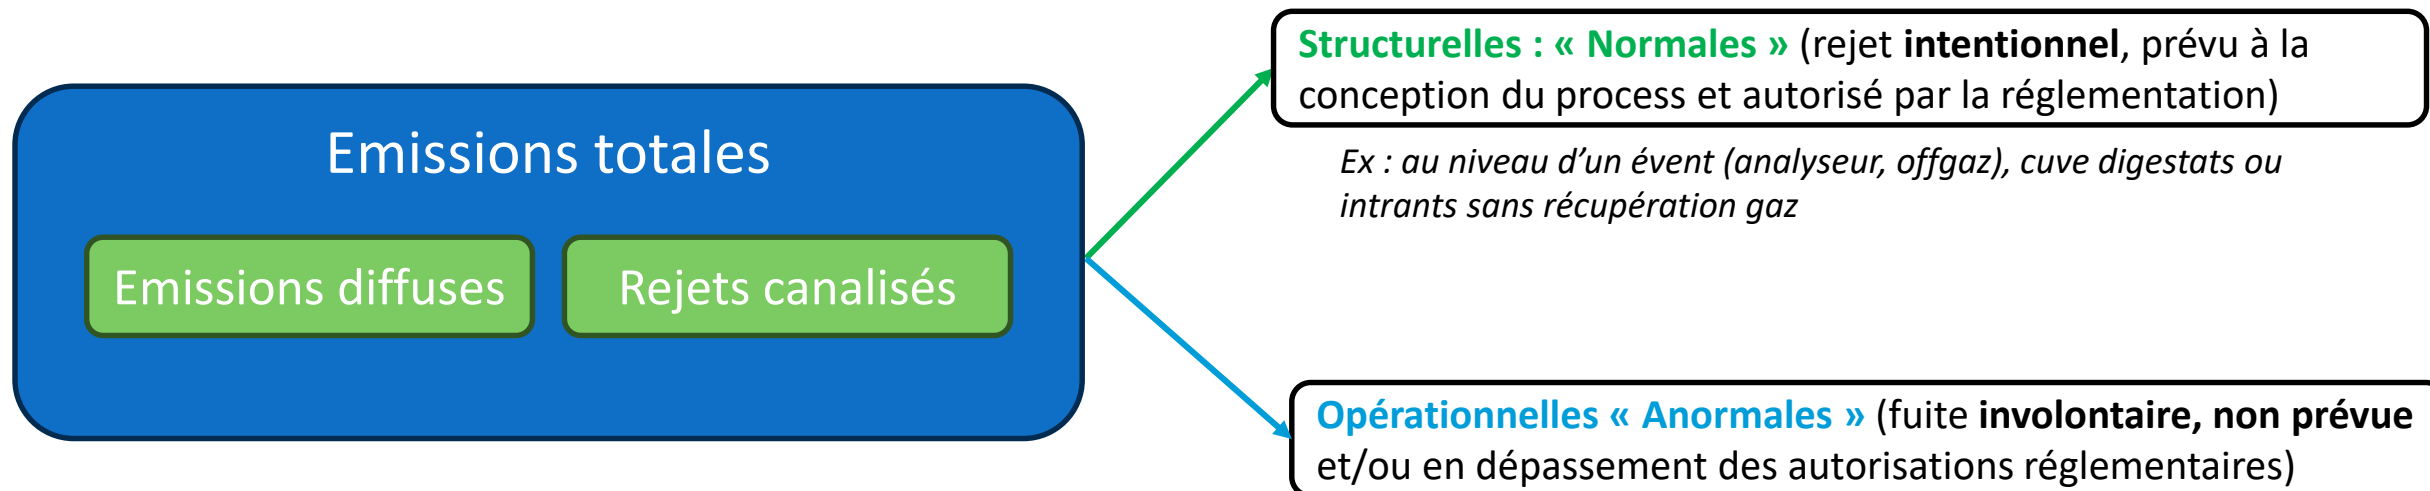 Emissions totales
Emissions diffuses
Rejets canalisés
Structurelles : « Normales » (rejet intentionnel, prévu à la
conception du process et autorisé par la réglementation)
Ex : au niveau d’un évent (analyseur, offgaz), cuve digestats ou
intrants sans récupération gaz
Opérationnelles « Anormales » (fuite involontaire, non prévue
et/ou en dépassement des autorisations réglementaires)